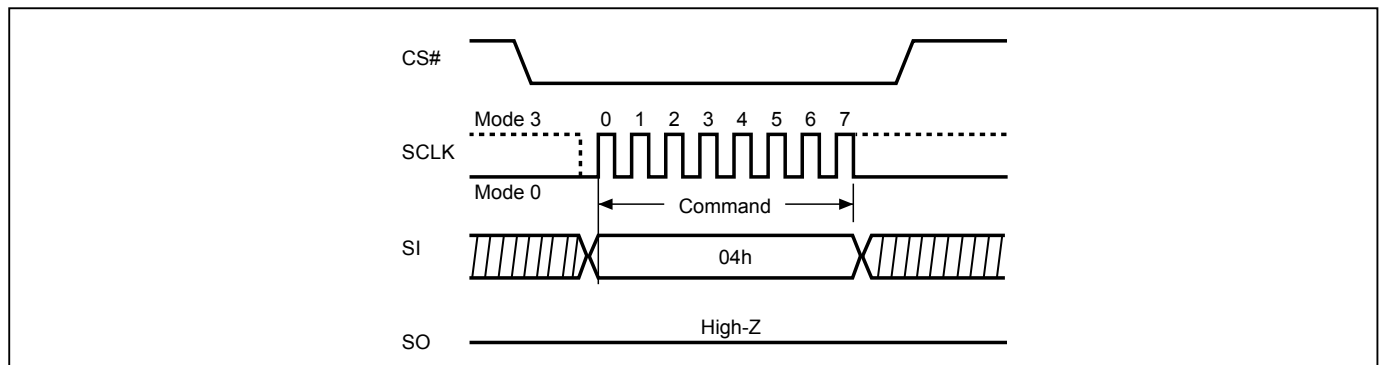 CS#
Mode 3 0 1 2 3 4 5 6 7
SCLK
Mode 0
Command
SI 04h
High-Z
SO